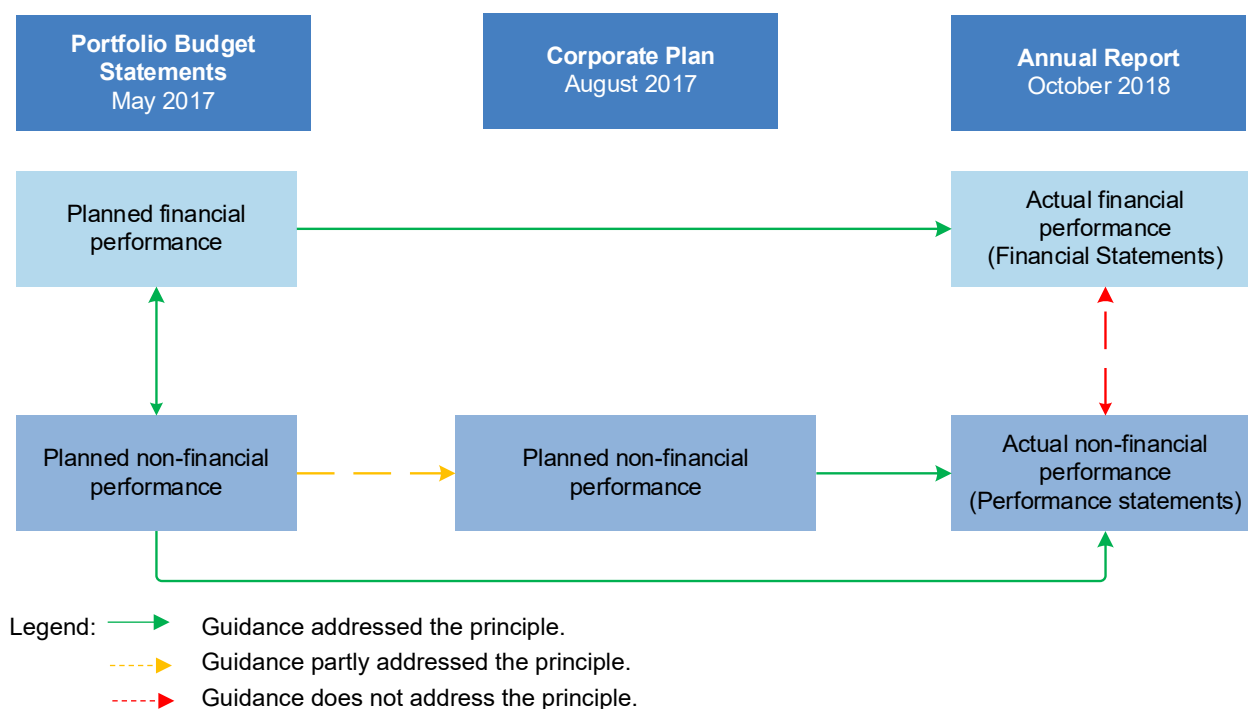 Portfolio Budget
Statements
May 2017
Corporate Plan
August 2017
Annual Report
October 2018
Planned financial
performance
Actual financial
performance
(Financial Statements)
Planned non-financial
performance
Planned non-financial
performance
Actual non-financial
performance
(Performance statements)
Legend:
Guidance addressed the principle.
Guidance partly addressed the principle.
Guidance does not address the principle.